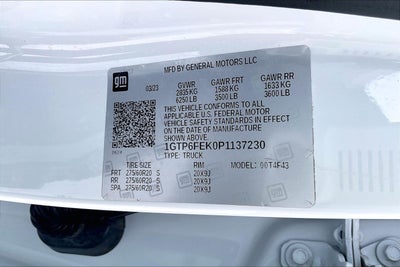 gm
MFD BY GENERAL MOTORS LLC
03/23 GVWR GAWR FRT GAWR RR
2835 KG 1588 KG 1633 KG
6250 LB 3500 LB 3600 LB
THIS VEHICLE CONFORMS TO ALL
APPLICABLE U.S. FEDERAL MOTOR
VEHICLE SAFETY STANDARDS IN
EFFECT ON THE DATE OF
MANUFACTURE SHOWN ABOVE.
1GTP6FEK0P1137230
TYPE: TRUCK MODEL:
TIRE SIZE RIM
FRT 275/60R20 S 20X9J
RR 275/60R20 S 20X9J
SPA 275/60R20 S 20X9J